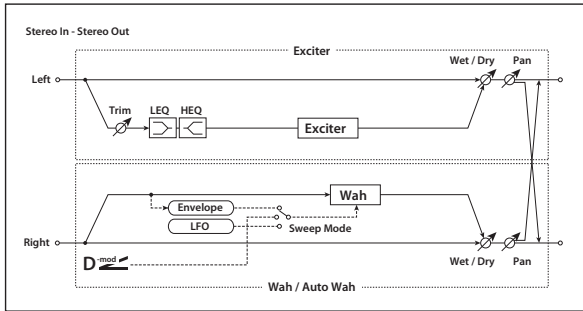 Stereo In - Stereo Out
Exciter
Wet / Dry
Pan
Left
Trim
LEQ
HEQ
Exciter
Envelope
Wah
LFO
Sweep Mode
Right
D-mod
Wet / Dry
Pan
Wah / Auto Wah